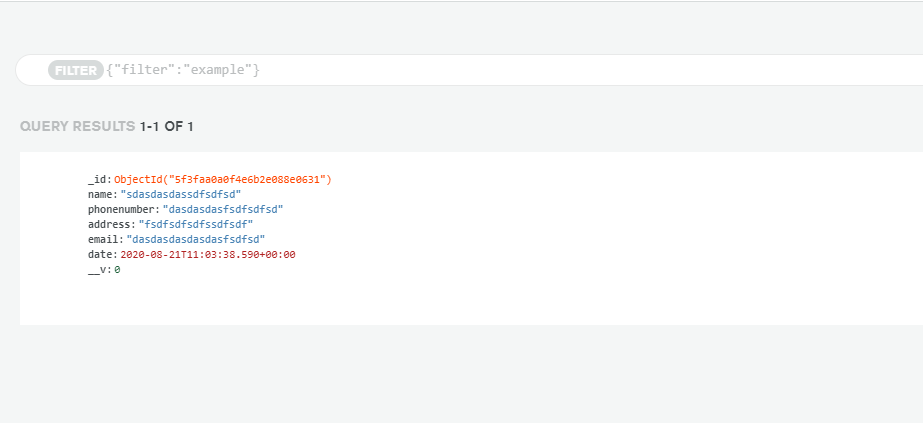 FILTER {"filter":"example"}
QUERY RESULTS 1-1 OF 1
_id: ObjectId("5f3faa0a0f4e6b2e088e0631")
name: "sdasdasdassdfsdfsd"
phonenumber: "dasdasdasfsdfsdfsd"
address: "fsdfsdfsdfssdfsdf"
email: "dasdasdasdasdasfsdfsd"
date: 2020-08-21T11:03:38.590+00:00
__v: 0